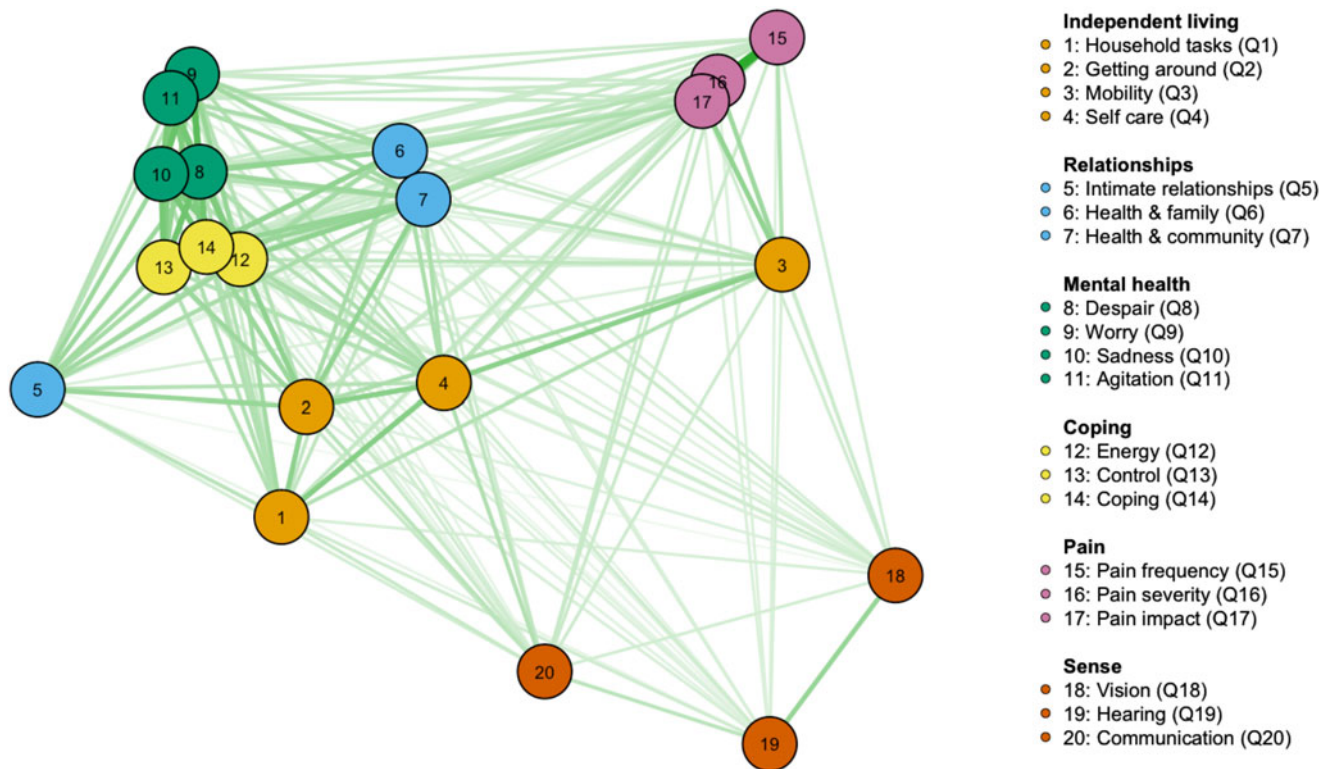 15
9
16
11
17
6
10
8
7
14
12
13
3
5
4
2
1
18
20
19
Independent living
1: Household tasks (Q1)
2: Getting around (Q2)
3: Mobility (Q3)
4: Self care (Q4)
Relationships
5: Intimate relationships (Q5)
6: Health & family (Q6)
7: Health & community (Q7)
Mental health
8: Despair (Q8)
9: Worry (Q9)
10: Sadness (Q10)
11: Agitation (Q11)
Coping
12: Energy (Q12)
13: Control (Q13)
14: Coping (Q14)
Pain
15: Pain frequency (Q15)
16: Pain severity (Q16)
17: Pain impact (Q17)
Sense
18: Vision (Q18)
19: Hearing (Q19)
20: Communication (Q20)